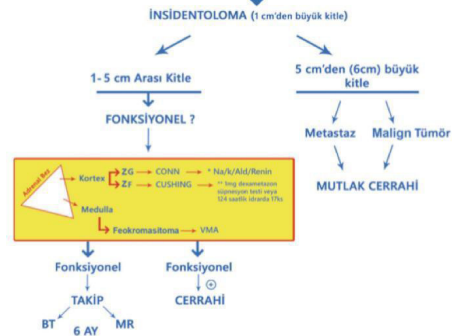 İNSİDENTOLOMA (1 cm'den büyük kitle)
1- 5 cm Arası Kitle
5 cm'den (6cm) büyük
kitle
FONKSİYONEL ?
Metastaz
Malign Tümör
MUTLAK CERRAHİ
Adrenal Bez
Kortex
ZG
CONN
* Na/k/Ald/Renin
ZF
CUSHING
** 1mg dexametazon
süpresyon testi veya
124 saatlik idrarda 17ks
Medulla
Feokromasitoma
VMA
Fonksiyonel
Fonksiyonel
+
TAKİP
CERRAHİ
BT
6 AY
MR